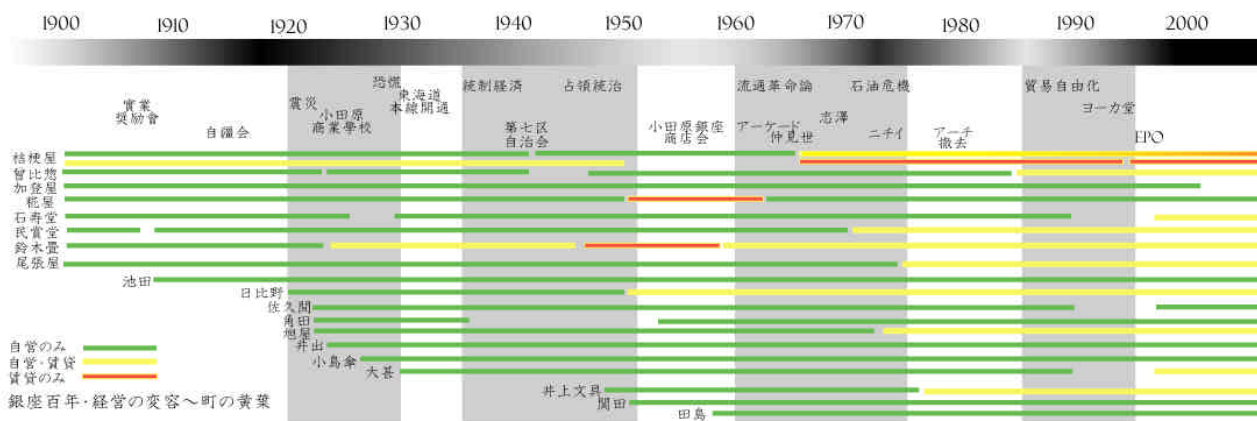 1900 1910 1920 1930 1940 1950 1960 1970 1980 1990 2000
恐慌
統制経済
占領統治
流通革命論
石油危機
貿易自由化
實業
奨励會
自疆会
震災
小田原
商業學校
東海道
本線開通
第七区
自治会
小田原銀座
商店会
アーケード
仲見世
志澤
ニチイ
アーチ
撤去
ヨーカ堂
EPO
桔梗屋
曾比惣
加登屋
糀屋
石寿堂
民賞堂
鈴木畳
尾張屋
池田
日比野
佐久間
角田
旭屋
井出
小島傘
大甚
井上文具
関田
田島
自営のみ
自営・賃貸
賃貸のみ
銀座百年・経営の変容〜町の黄葉